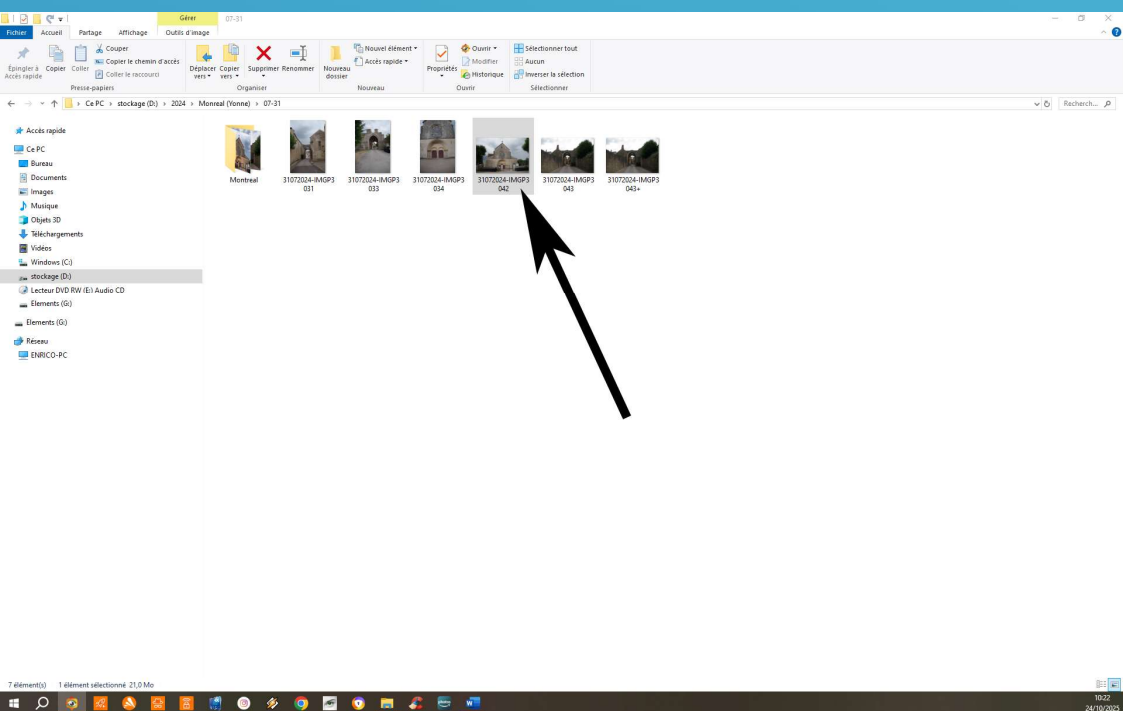 Gérer
07-31
Fichier
Accueil
Partage
Affichage
Outils d'image
Épingler à
Accès rapide
Copier
Coller
Couper
Copier le chemin d'accès
Coller le raccourci
Presse-papiers
Déplacer
vers
Copier
vers
Supprimer
Renommer
Organiser
Nouveau
dossier
Nouvel élément
Accès rapide
Nouveau
Propriétés
Ouvrir
Modifier
Historique
Ouvrir
Sélectionner tout
Aucun
Inverser la sélection
Sélectionner
Ce PC › stockage (D:) › 2024 › Monreal (Yonne) › 07-31
Recherch...
Accès rapide
Ce PC
Bureau
Documents
Images
Musique
Objets 3D
Téléchargements
Vidéos
Windows (C:)
stockage (D:)
Lecteur DVD RW (E:) Audio CD
Elements (G:)
Elements (G:)
Réseau
ENRICO-PC
Montreal
31072024-IMGP3
031
31072024-IMGP3
033
31072024-IMGP3
034
31072024-IMGP3
042
31072024-IMGP3
043
31072024-IMGP3
043+
7 élément(s)
1 élément sélectionné 21,0 Mo
10:22
24/10/2025